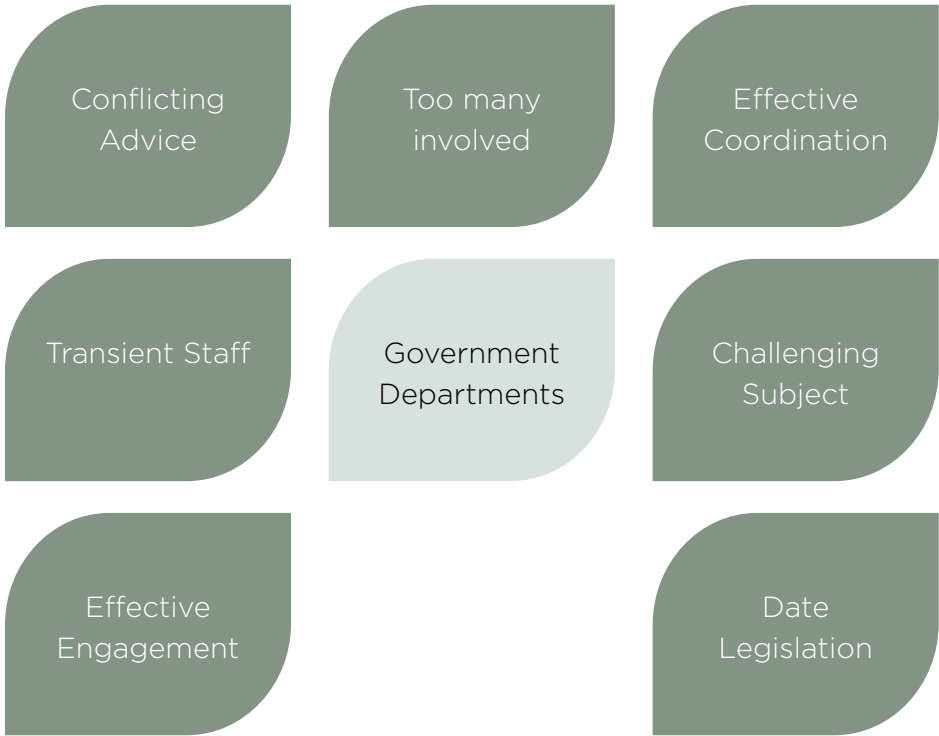 Conflicting
Advice
Too many
involved
Effective
Coordination
Transient Staff
Government
Departments
Challenging
Subject
Effective
Engagement
Date
Legislation